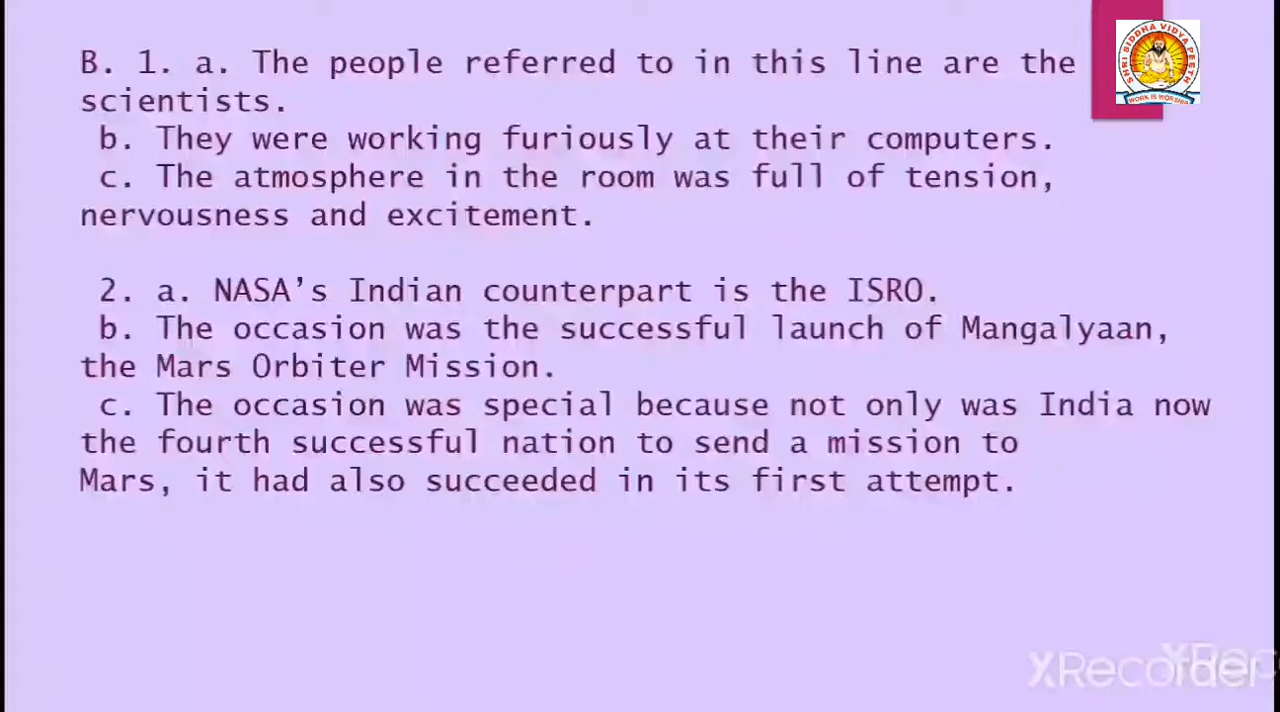 B. 1. a. The people referred to in this line are the
scientists.
b. They were working furiously at their computers.
c. The atmosphere in the room was full of tension,
nervousness and excitement.
2. a. NASA’s Indian counterpart is the ISRO.
b. The occasion was the successful launch of Mangalyaan,
the Mars Orbiter Mission.
c. The occasion was special because not only was India now
the fourth successful nation to send a mission to
Mars, it had also succeeded in its first attempt.
SHRI SIDDHA VIDYA PEETH
WORK IS WORSHIP
XRecorder